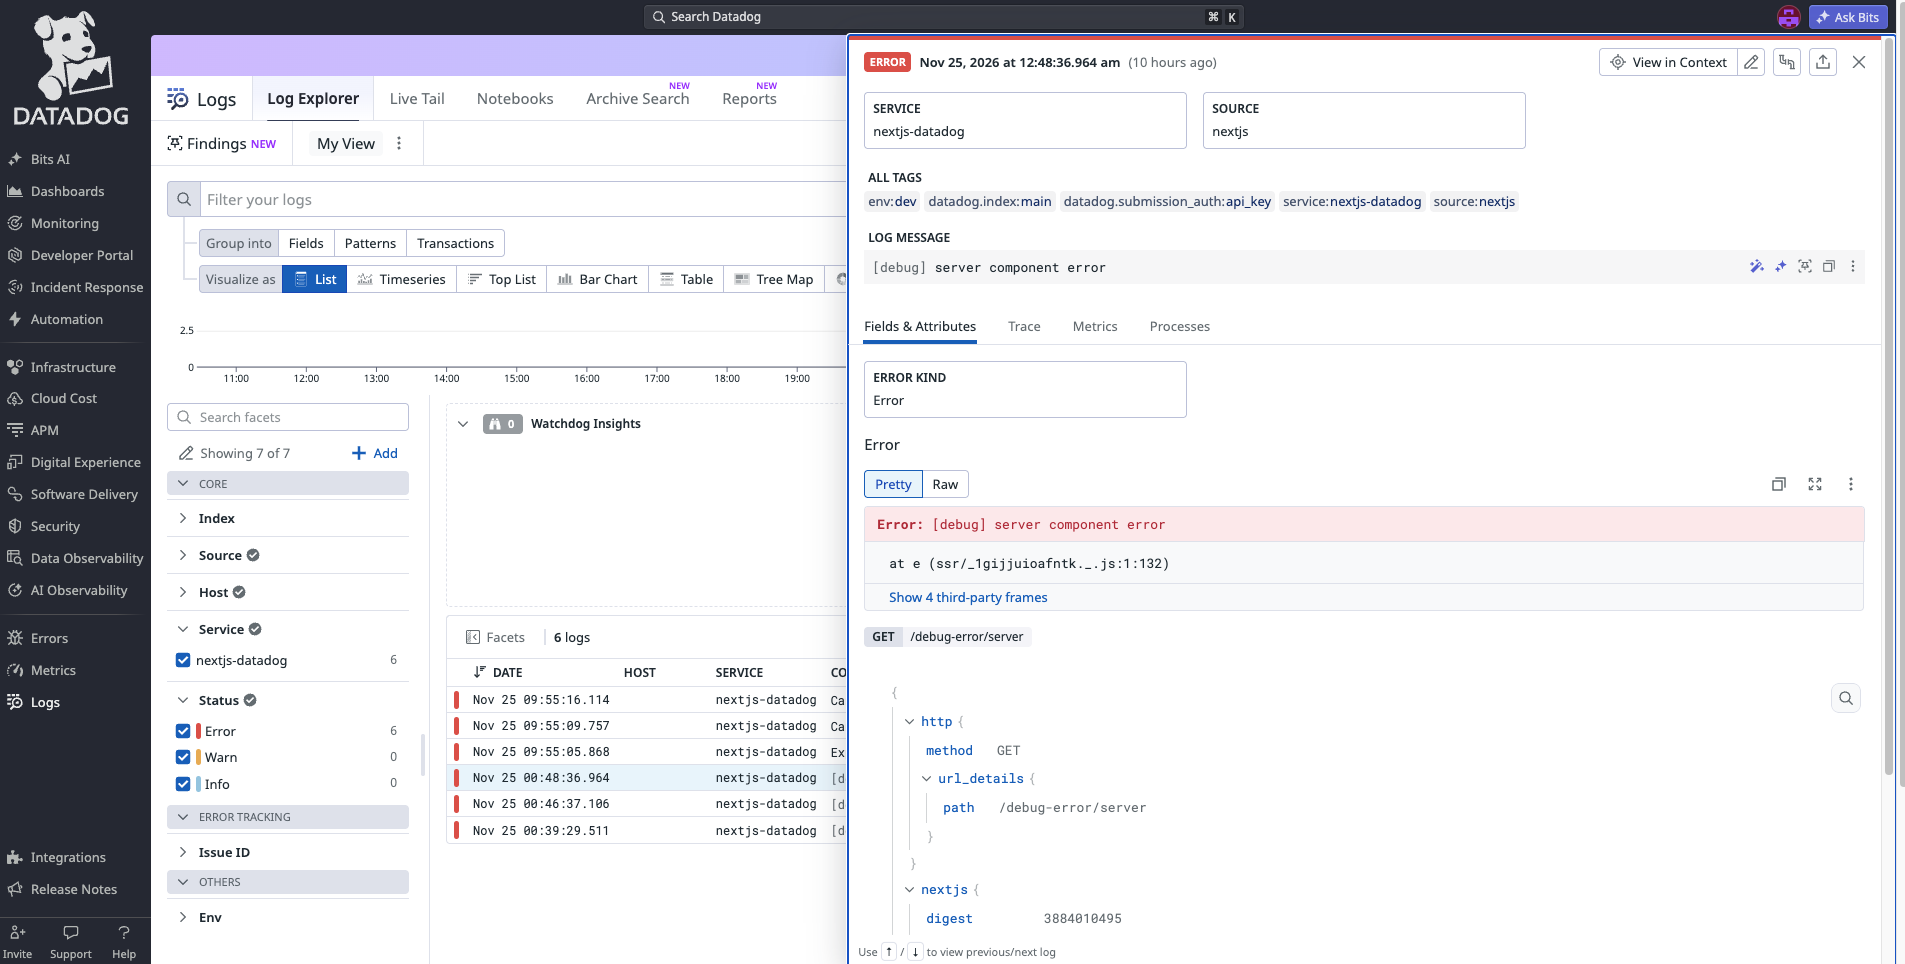 Search Datadog
⌘ K
Ask Bits
DATADOG
Bits AI
Dashboards
Monitoring
Developer Portal
Incident Response
Automation
Infrastructure
Cloud Cost
APM
Digital Experience
Software Delivery
Security
Data Observability
AI Observability
Errors
Metrics
Logs
Integrations
Release Notes
Invite Support Help
Logs
Log Explorer
Live Tail
Notebooks
Archive Search NEW
Reports NEW
Findings NEW
My View
Filter your logs
Group into Fields Patterns Transactions
Visualize as List Timeseries Top List Bar Chart Table Tree Map
2.5
0
11:00 12:00 13:00 14:00 15:00 16:00 17:00 18:00 19:00
Search facets
Showing 7 of 7 Add
CORE
Index
Source
Host
Service
nextjs-datadog 6
Status
Error 6
Warn 0
Info 0
ERROR TRACKING
Issue ID
OTHERS
Env
0 Watchdog Insights
Facets 6 logs
DATE HOST SERVICE CO
Nov 25 09:55:16.114 nextjs-datadog Ca
Nov 25 09:55:09.757 nextjs-datadog Ca
Nov 25 09:55:05.868 nextjs-datadog Ex
Nov 25 00:48:36.964 nextjs-datadog [d
Nov 25 00:46:37.106 nextjs-datadog [d
Nov 25 00:39:29.511 nextjs-datadog [d
ERROR Nov 25, 2026 at 12:48:36.964 am (10 hours ago)
View in Context
SERVICE
nextjs-datadog
SOURCE
nextjs
ALL TAGS
env:dev datadog.index:main datadog.submission_auth:api_key service:nextjs-datadog source:nextjs
LOG MESSAGE
[debug] server component error
Fields & Attributes Trace Metrics Processes
ERROR KIND
Error
Error
Pretty Raw
Error: [debug] server component error
at e (ssr/_1gijjuioafntk._.js:1:132)
Show 4 third-party frames
GET /debug-error/server
{
http {
method GET
url_details {
path /debug-error/server
}
}
nextjs {
digest 3884010495
Use ↑ / ↓ to view previous/next log